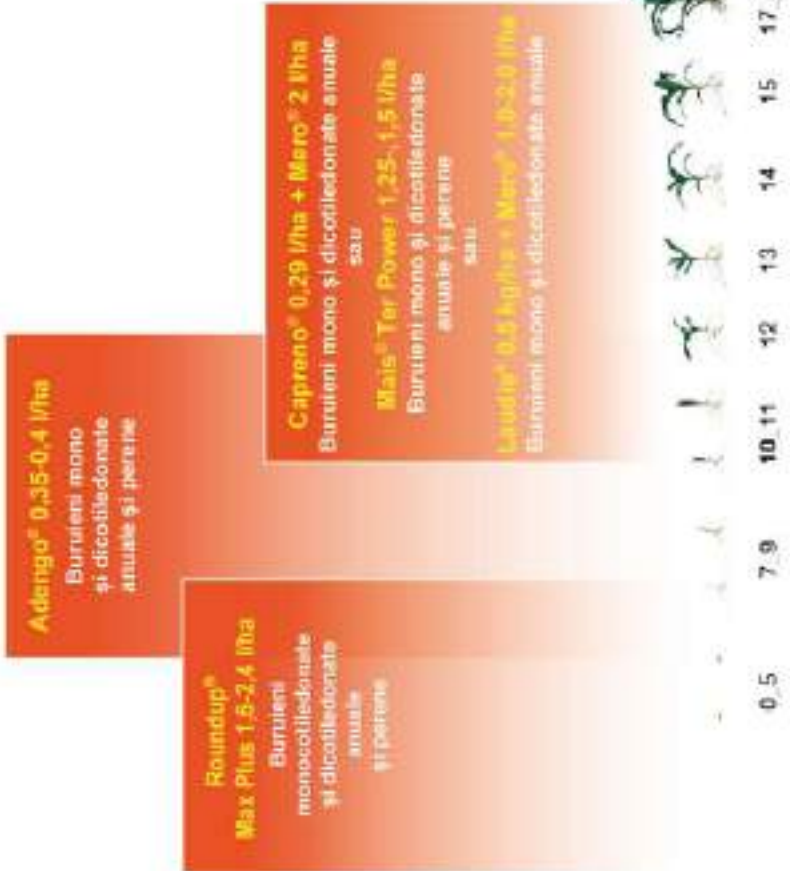 Adengo® 0,35-0,4 l/ha
Buruieni mono
și dicotiledonate
anuale și perene
Roundup®
Max Plus 1,6-2,4 l/ha
Buruieni
monocotiledonate
și dicotiledonate
anuale
și perene
Capreno® 0,29 l/ha + Mero® 2 l/ha
Buruieni mono și dicotiledonate anuale
sau
Mais® Ter Power 1,25-1,5 l/ha
Buruieni mono și dicotiledonate
anuale și perene
sau
Laudis® 0,5 kg/ha + Mero® 1,8-2,0 l/ha
Buruieni mono și dicotiledonate anuale
0_5 7_9 10_11 12 13 14 15 17_